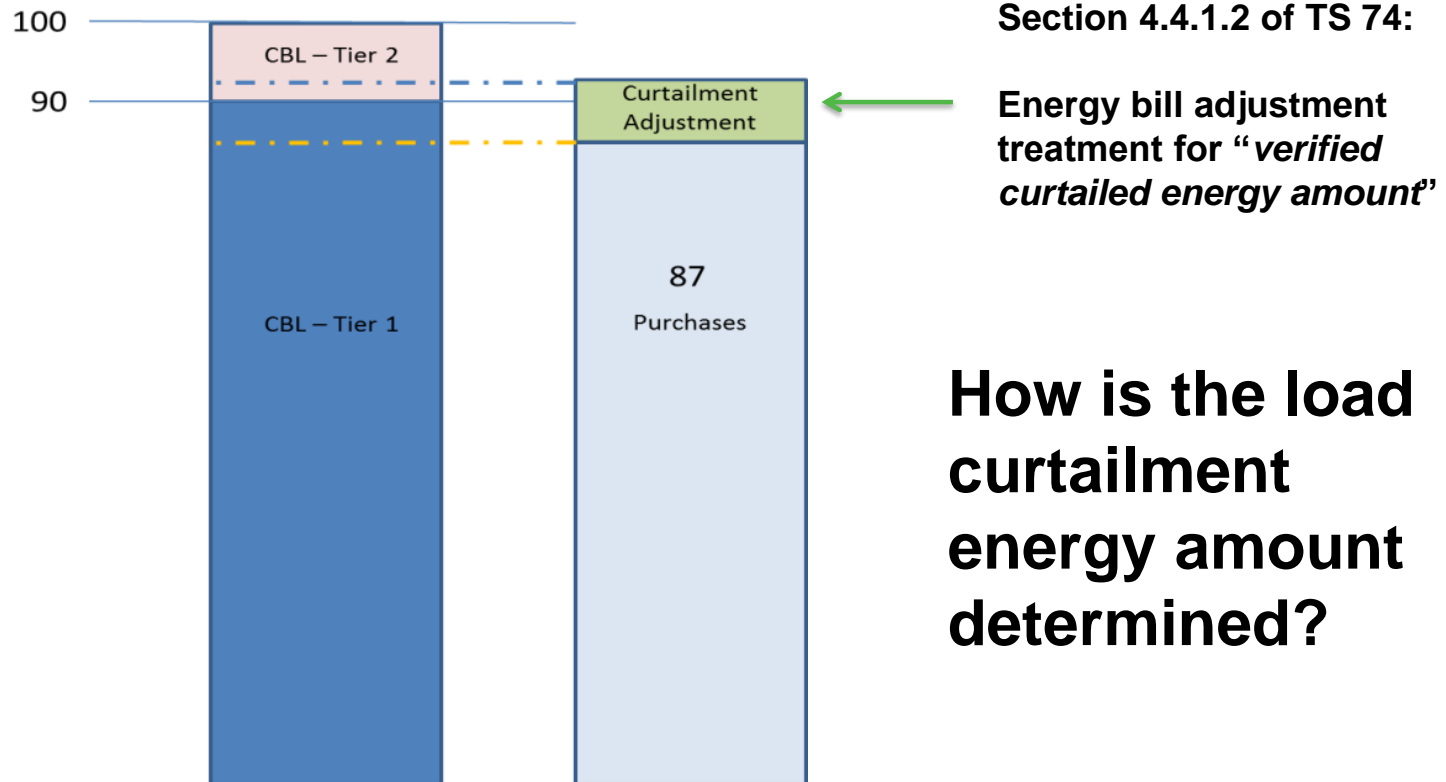 100
CBL – Tier 2
90
CBL – Tier 1
Curtailment
Adjustment
87
Purchases
Section 4.4.1.2 of TS 74:
Energy bill adjustment
treatment for “verified
curtailed energy amount”
How is the load
curtailment
energy amount
determined?